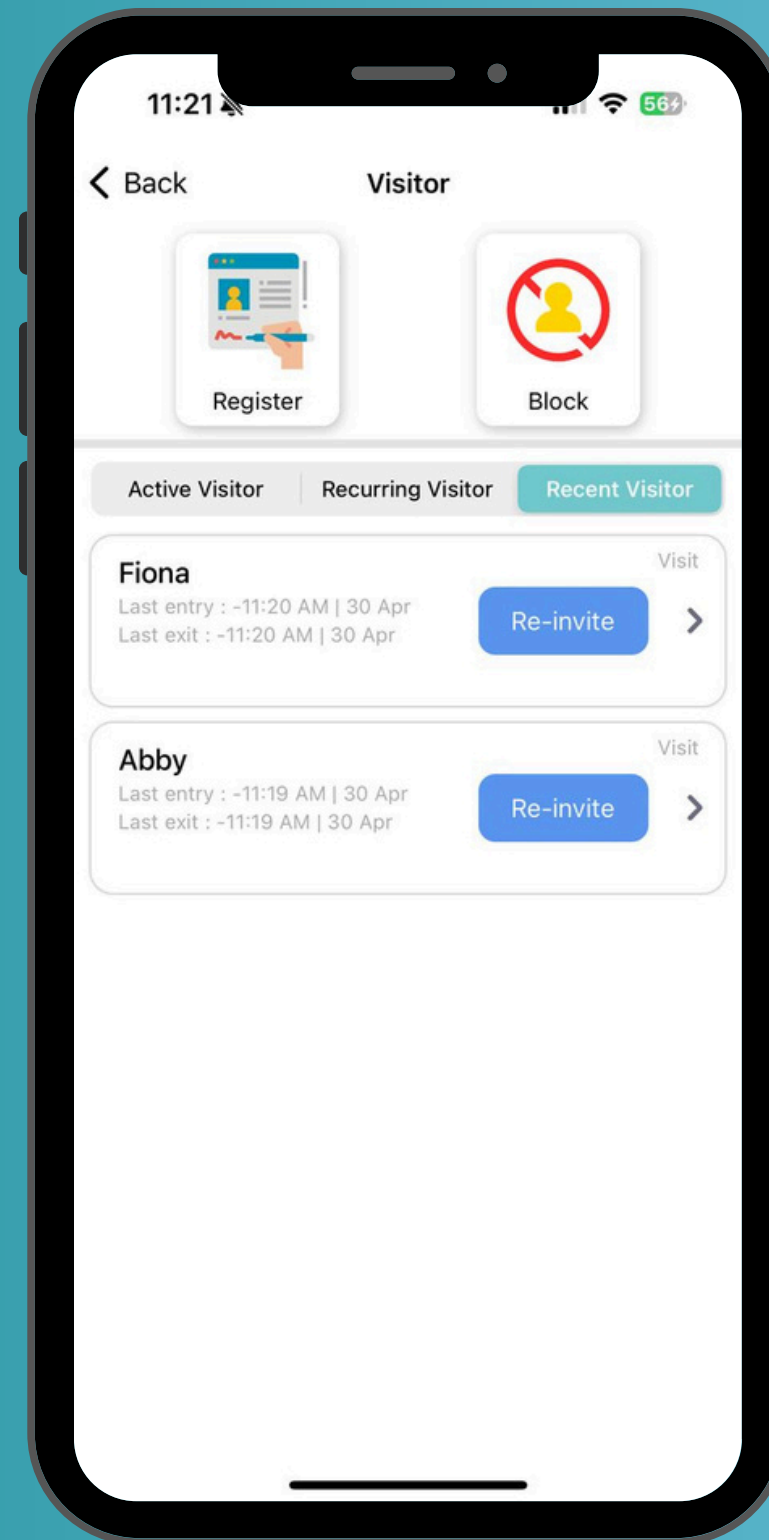 11:21
56
Back
Visitor
Register
Block
Active Visitor
Recurring Visitor
Recent Visitor
Fiona
Visit
Last entry : -11:20 AM | 30 Apr
Last exit : -11:20 AM | 30 Apr
Re-invite
Abby
Visit
Last entry : -11:19 AM | 30 Apr
Last exit : -11:19 AM | 30 Apr
Re-invite